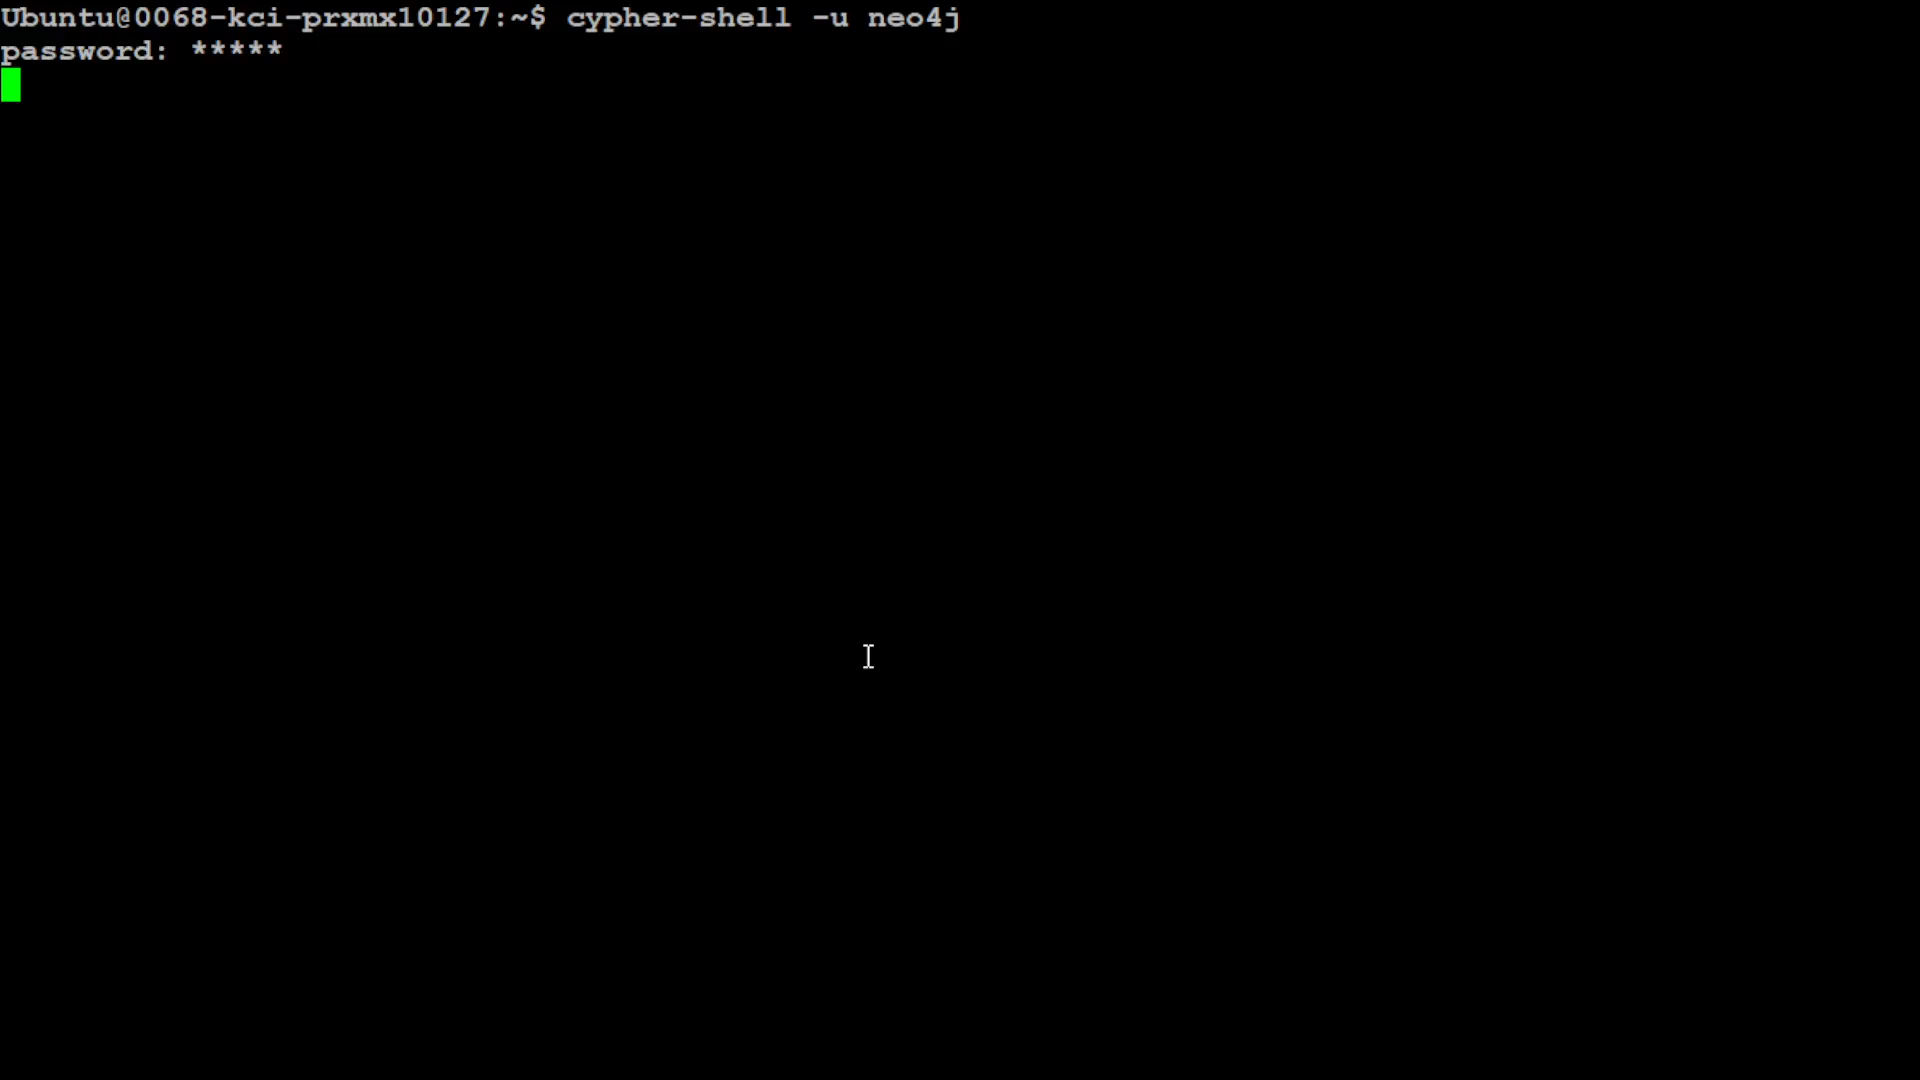 Ubuntu@0068-kci-prxmx10127:~$ cypher-shell -u neo4j
password: *****